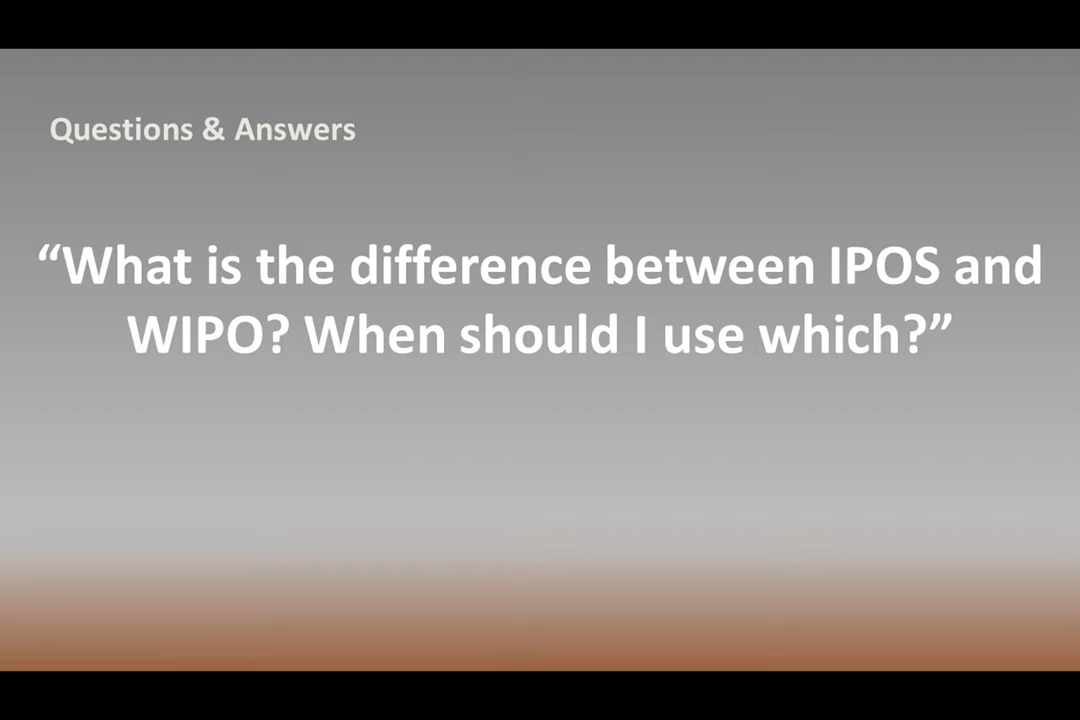 Questions & Answers
“What is the difference between IPOS and
WIPO? When should I use which?”